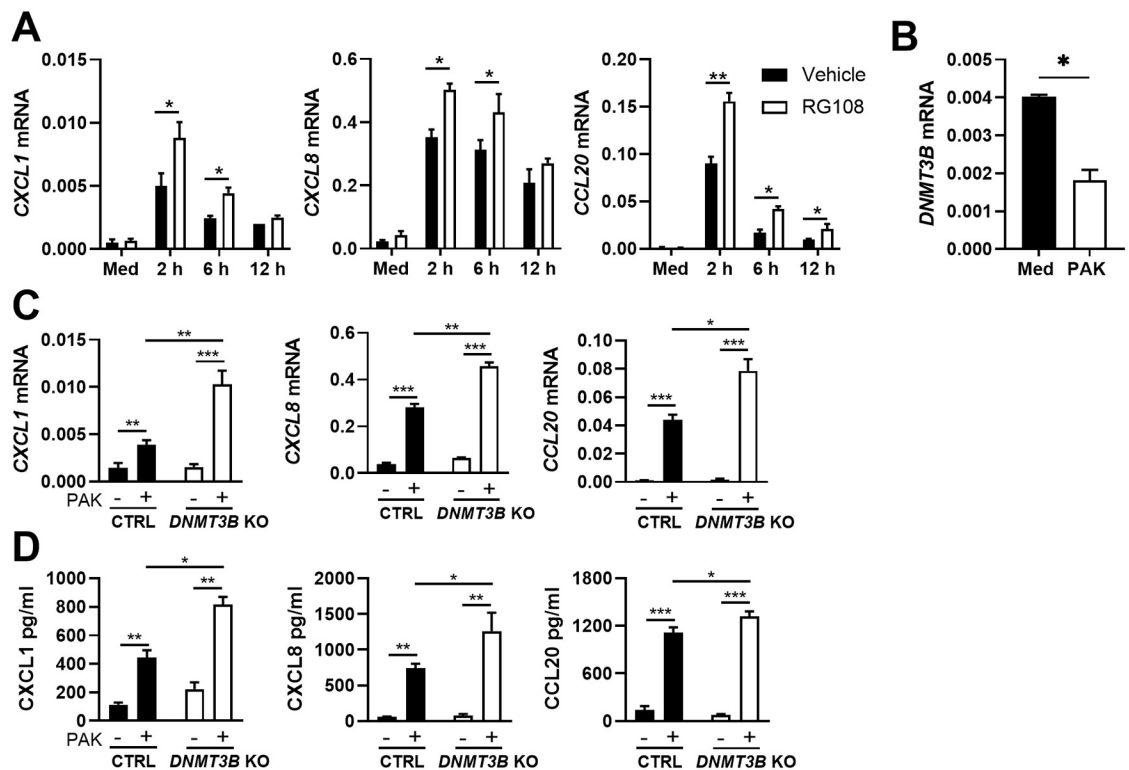 A
CXCL1 mRNA
0.015
0.010
0.005
0.000
*
*
Med 2 h 6 h 12 h
CXCL8 mRNA
0.6
0.4
0.2
0.0
*
*
Med 2 h 6 h 12 h
CCL20 mRNA
0.20
0.15
0.10
0.05
0.00
**
*
*
Med 2 h 6 h 12 h
Vehicle
RG108
B
DNMT3B mRNA
0.005
0.004
0.003
0.002
0.001
0.000
*
Med PAK
C
CXCL1 mRNA
0.015
0.010
0.005
0.000
**
***
**
PAK - + - +
CTRL DNMT3B KO
CXCL8 mRNA
0.6
0.4
0.2
0.0
**
***
***
- + - +
CTRL DNMT3B KO
CCL20 mRNA
0.10
0.08
0.06
0.04
0.02
0.00
*
***
***
- + - +
CTRL DNMT3B KO
D
CXCL1 pg/ml
1000
800
600
400
200
0
*
**
**
PAK - + - +
CTRL DNMT3B KO
CXCL8 pg/ml
2000
1500
1000
500
0
*
**
**
- + - +
CTRL DNMT3B KO
CCL20 pg/ml
1800
1200
600
0
*
***
***
- + - +
CTRL DNMT3B KO